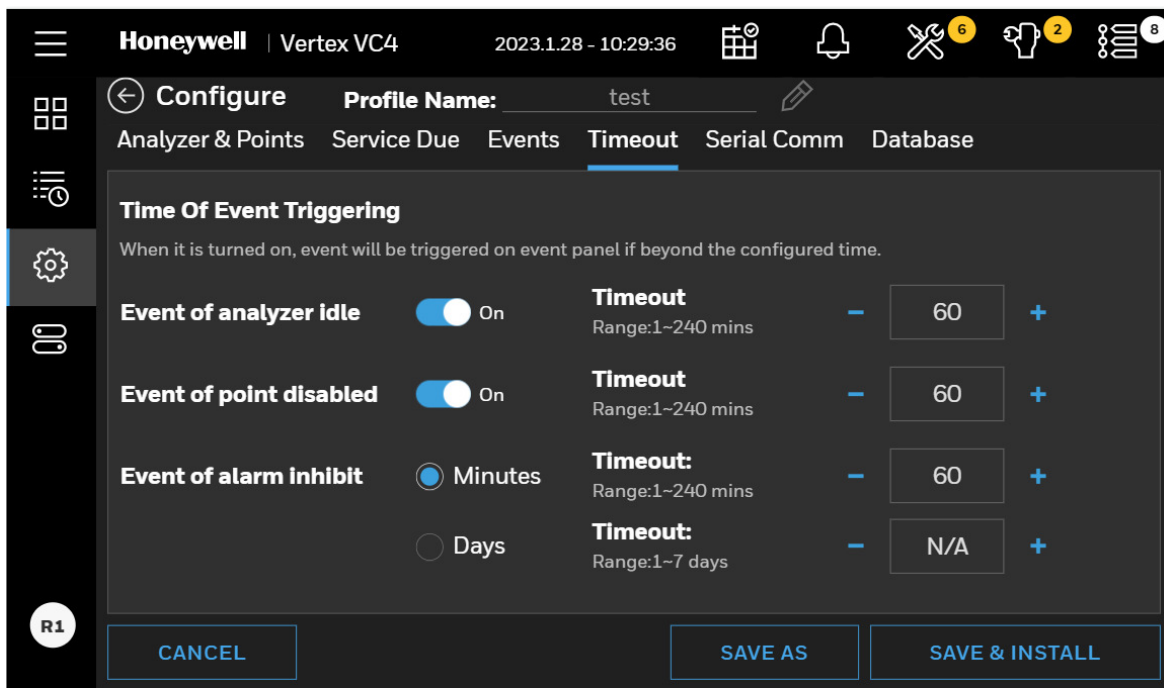 Honeywell | Vertex VC4 2023.1.28 - 10:29:36 6 2 8
Configure Profile Name: test
Analyzer & Points Service Due Events Timeout Serial Comm Database
Time Of Event Triggering
When it is turned on, event will be triggered on event panel if beyond the configured time.
Event of analyzer idle On Timeout − 60 +
Range:1~240 mins
Event of point disabled On Timeout − 60 +
Range:1~240 mins
Event of alarm inhibit Minutes Timeout: − 60 +
Range:1~240 mins
Days Timeout: − N/A +
Range:1~7 days
R1
CANCEL SAVE AS SAVE & INSTALL